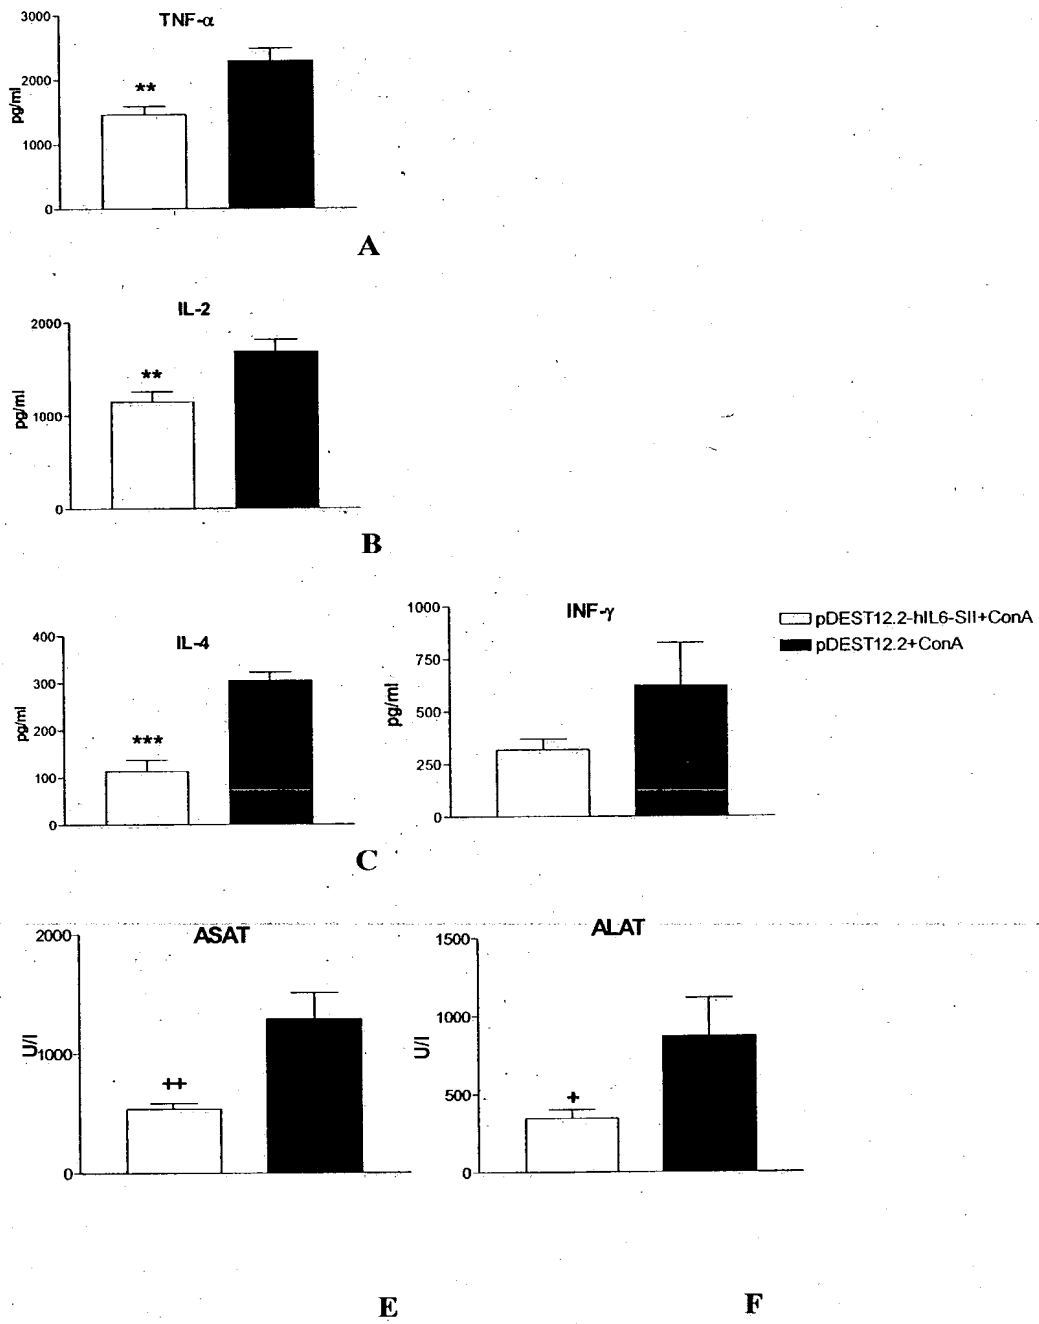 TNF-α
3000
2000
1000
0
pg/ml
**
A
IL-2
2000
1000
0
pg/ml
**
B
IL-4
400
300
200
100
0
pg/ml
***
C
INF-γ
1000
750
500
250
0
pg/ml
pDEST12.2-hIL6-SII+ConA
pDEST12.2+ConA
ASAT
2000
1000
0
U/l
++
E
ALAT
1500
1000
500
0
U/l
+
F